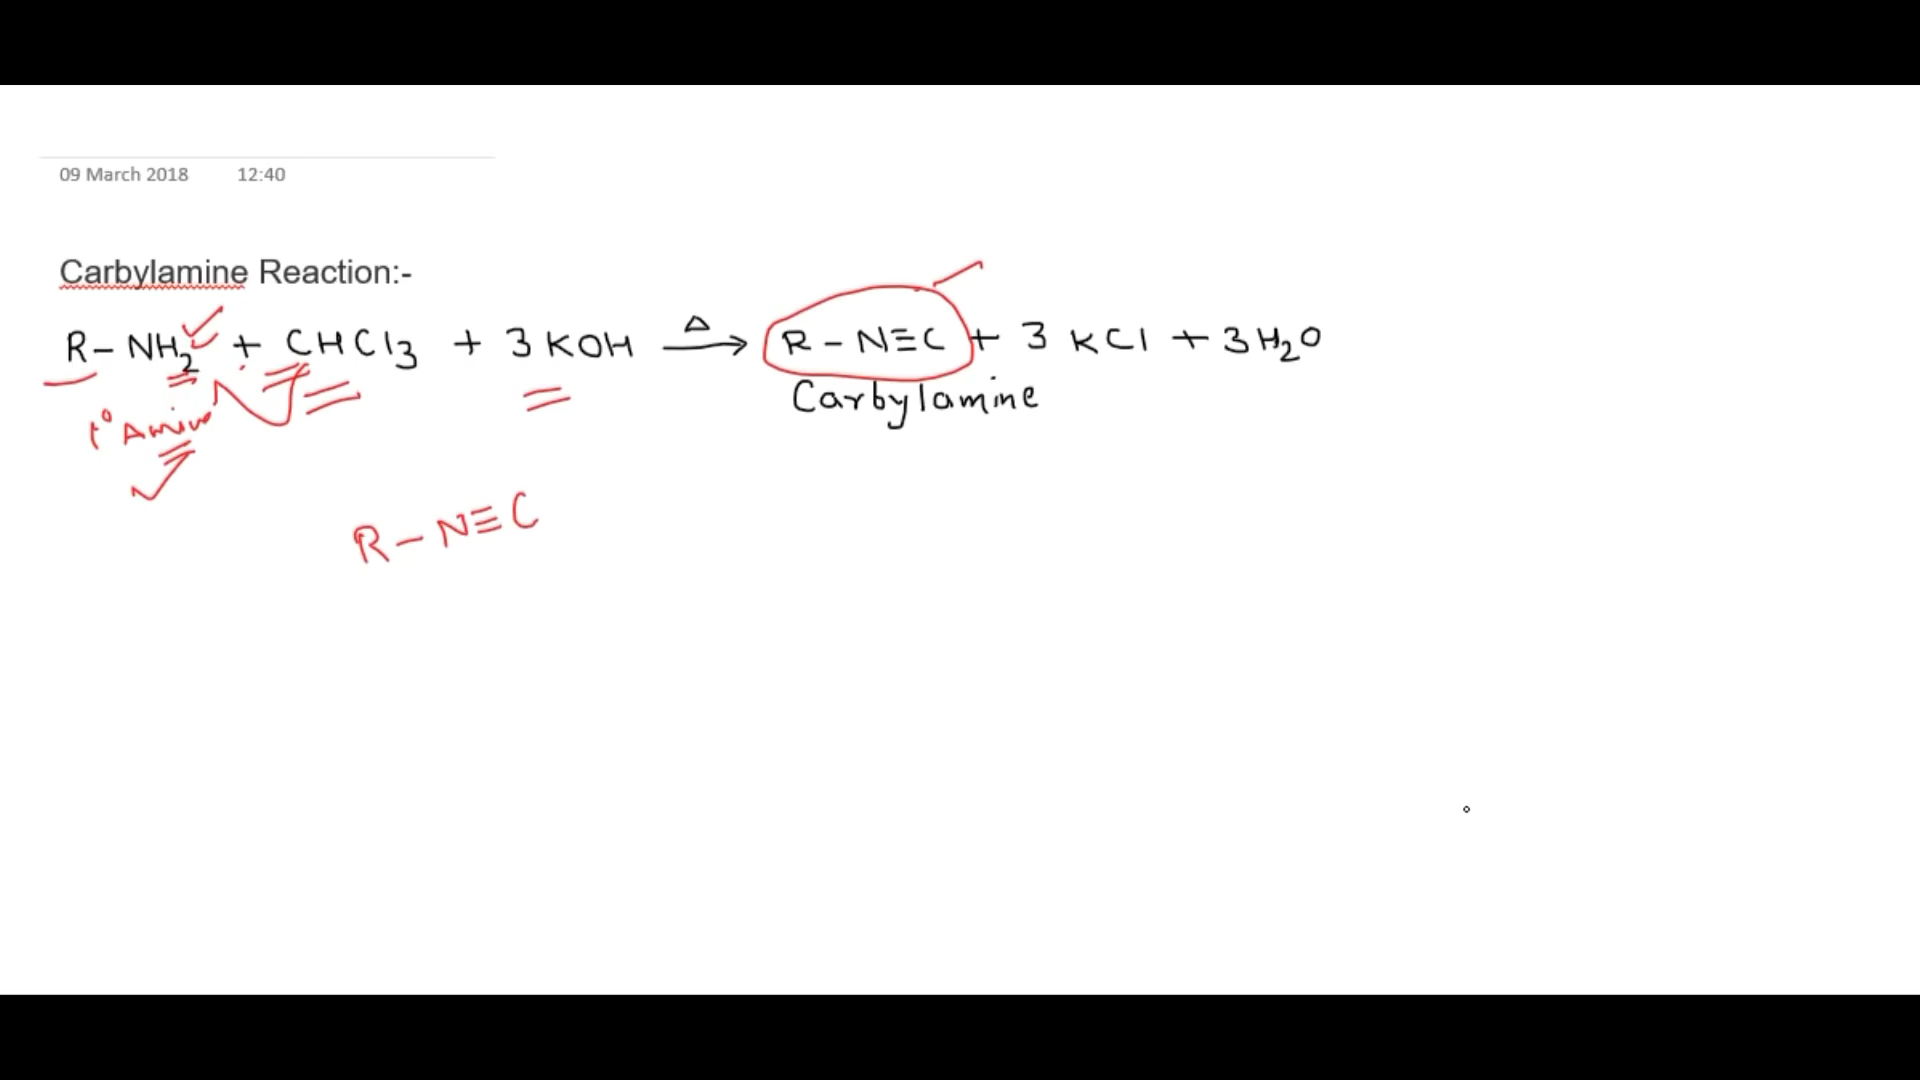 09 March 2018 12:40
Carbylamine Reaction:-
R-NH₂ + CHCl₃ + 3KOH Δ→ R-N≡C + 3KCl + 3H₂O
Carbylamine
1° Amine
R-N≡C